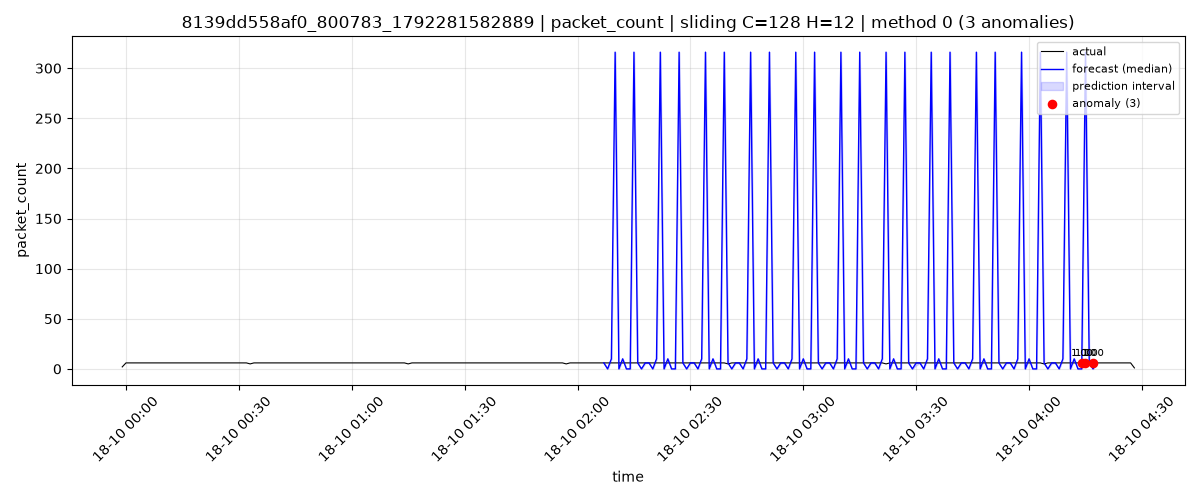 8139dd558af0_800783_1792281582889 | packet_count | sliding C=128 H=12 | method 0 (3 anomalies)
actual
forecast (median)
prediction interval
anomaly (3)
packet_count
300
250
200
150
100
50
0
18-10 00:00
18-10 00:30
18-10 01:00
18-10 01:30
18-10 02:00
18-10 02:30
18-10 03:00
18-10 03:30
18-10 04:00
18-10 04:30
time